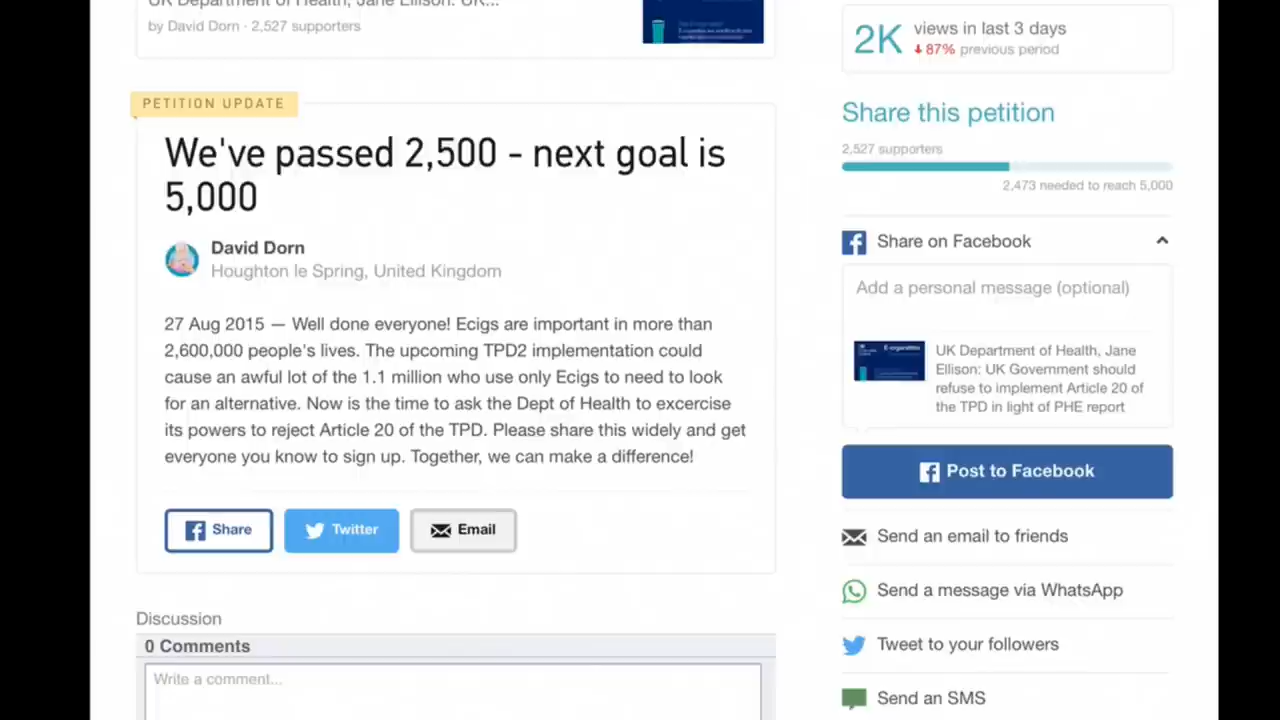 Department of Health, Jane Ellison: UK...
by David Dorn · 2,527 supporters
PETITION UPDATE
We've passed 2,500 - next goal is
5,000
David Dorn
Houghton le Spring, United Kingdom
27 Aug 2015 — Well done everyone! Ecigs are important in more than
2,600,000 people's lives. The upcoming TPD2 implementation could
cause an awful lot of the 1.1 million who use only Ecigs to need to look
for an alternative. Now is the time to ask the Dept of Health to excercise
its powers to reject Article 20 of the TPD. Please share this widely and get
everyone you know to sign up. Together, we can make a difference!
Share
Twitter
Email
Discussion
0 Comments
Write a comment...
2K views in last 3 days
87% previous period
Share this petition
2,527 supporters
2,473 needed to reach 5,000
Share on Facebook
Add a personal message (optional)
UK Department of Health, Jane
Ellison: UK Government should
refuse to implement Article 20 of
the TPD in light of PHE report
Post to Facebook
Send an email to friends
Send a message via WhatsApp
Tweet to your followers
Send an SMS